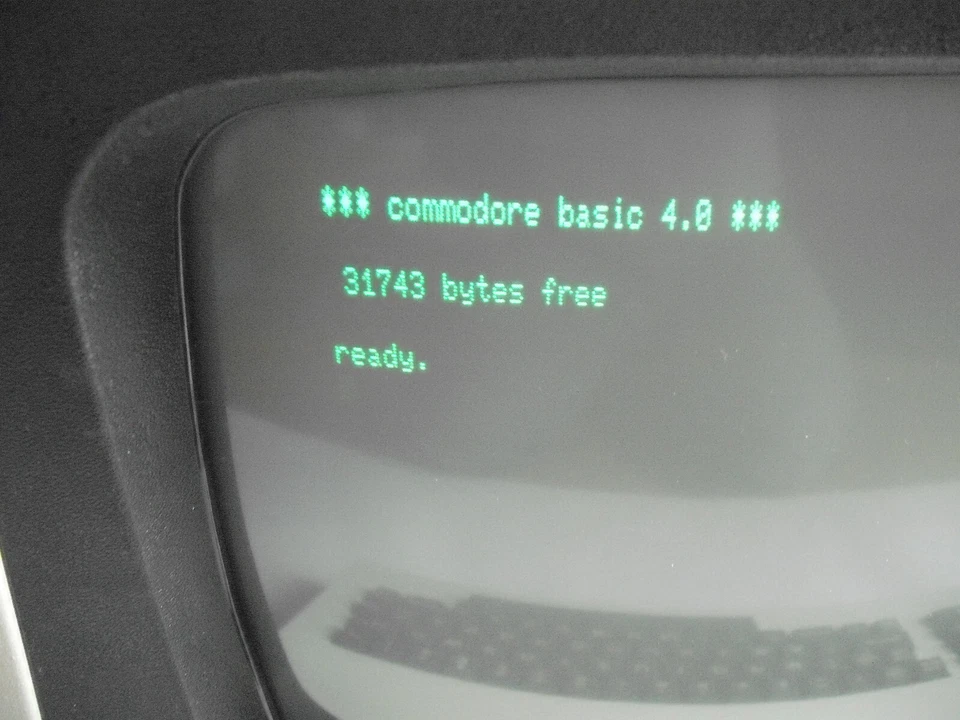 *** commodore basic 4.0 ***
31743 bytes free
ready.